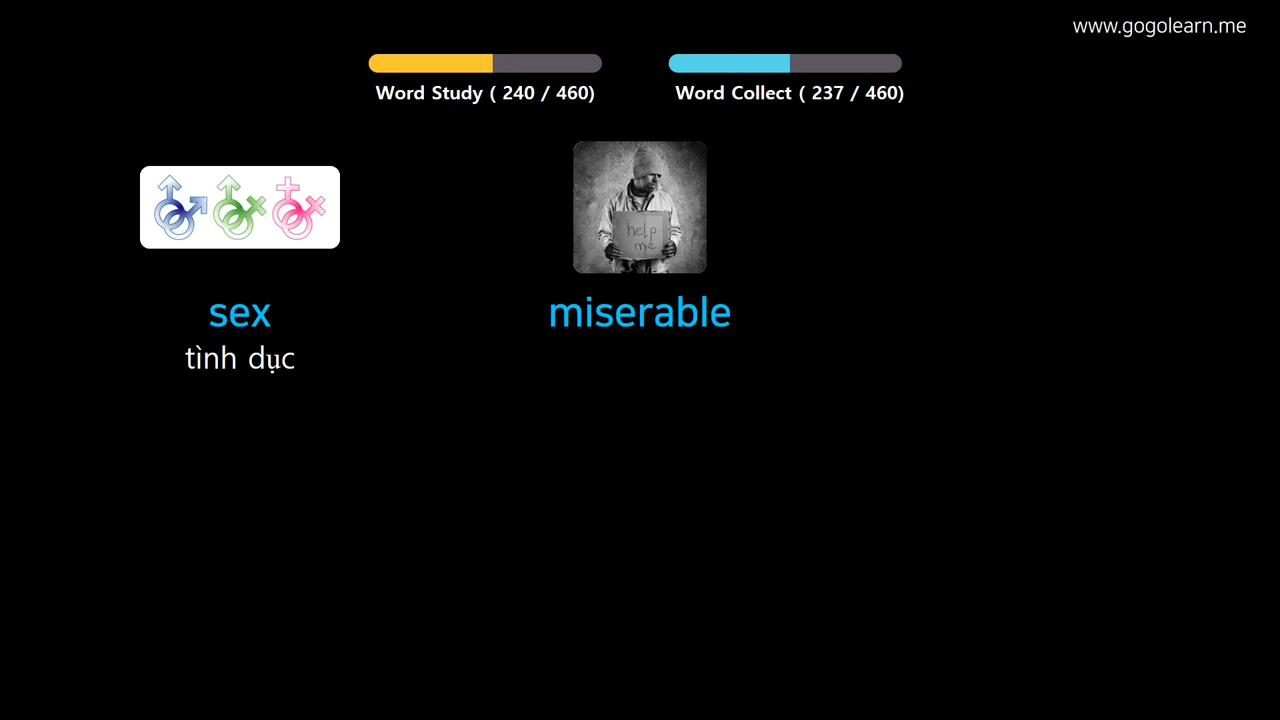 www.gogolearn.me
Word Study ( 240 / 460)
Word Collect ( 237 / 460)
help
me
sex
miserable
tình dục